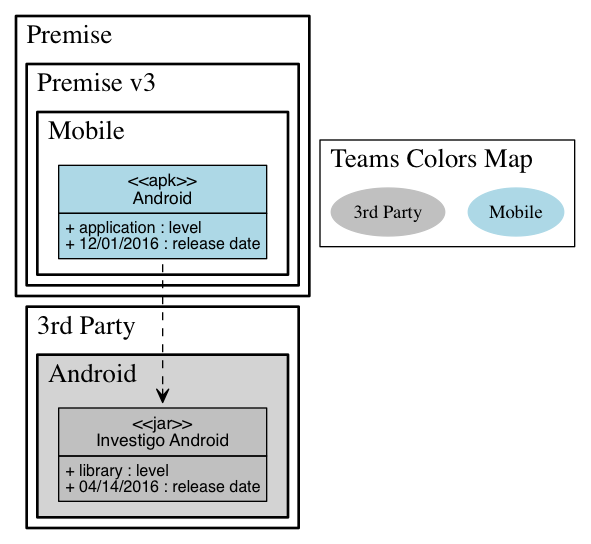 Premise
Premise v3
Mobile
<<apk>>
Android
+ application : level
+ 12/01/2016 : release date
Teams Colors Map
3rd Party
Mobile
3rd Party
Android
<<jar>>
Investigo Android
+ library : level
+ 04/14/2016 : release date